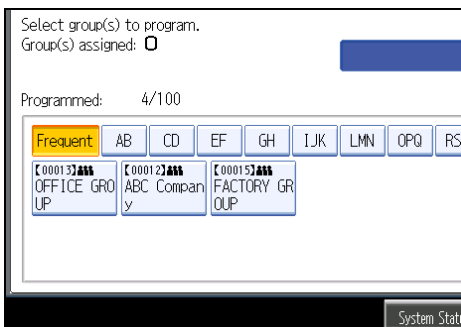 Select group(s) to program.
Group(s) assigned: 0
Programmed: 4/100
Frequent AB CD EF GH IJK LMN OPQ RS
【00013】 【00012】 【00015】
OFFICE GRO ABC Compan FACTORY GR
UP y OUP
System Statu